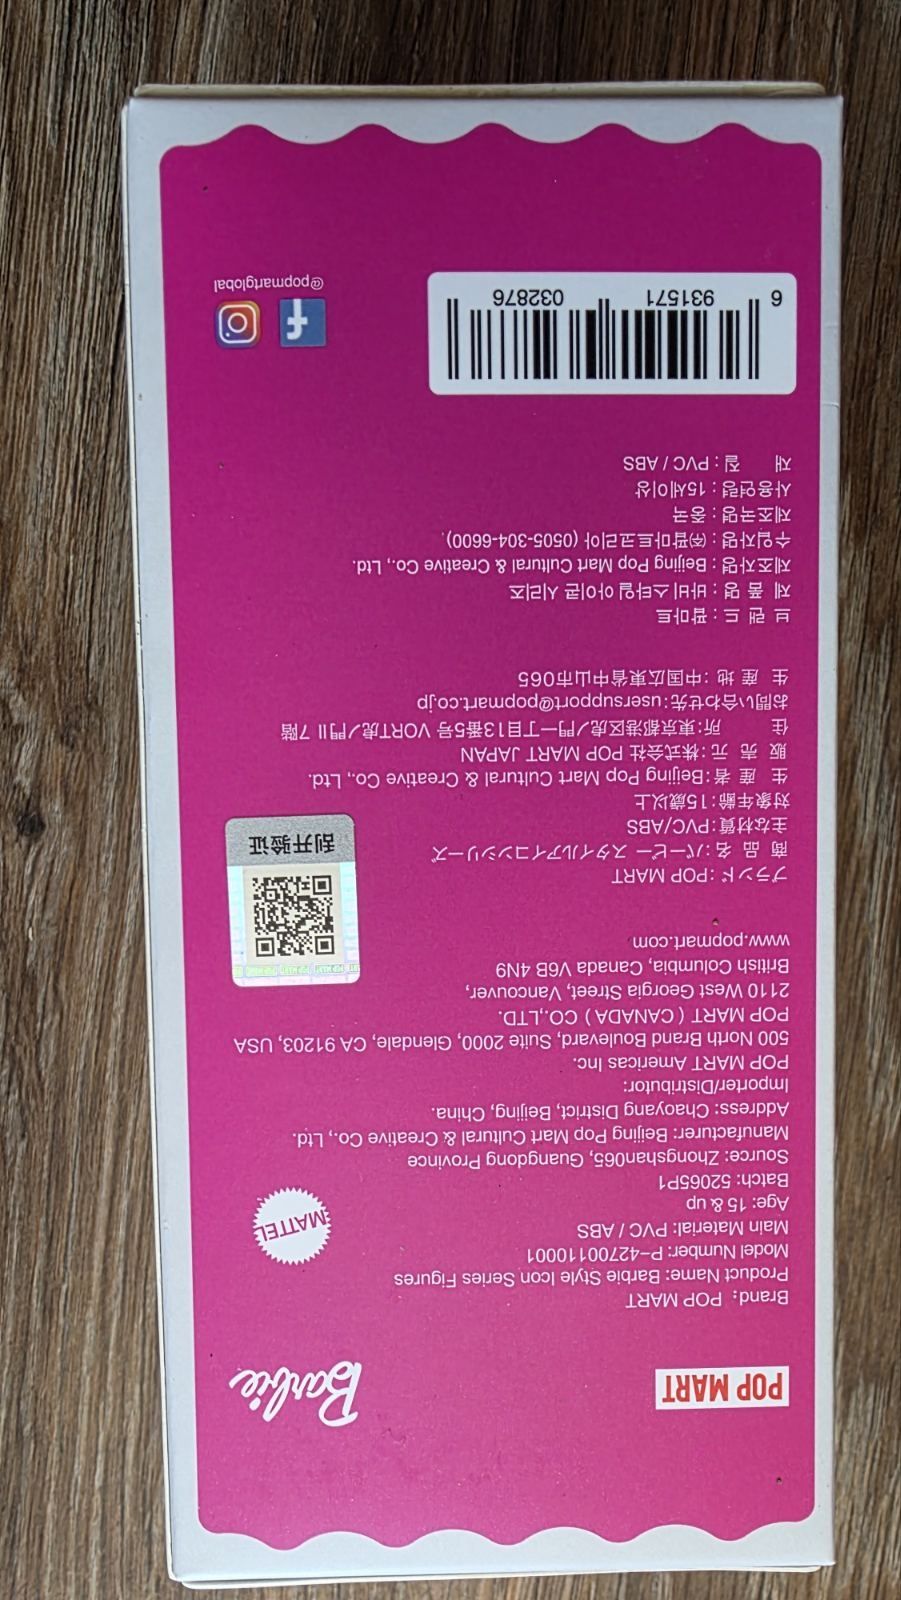 POP MART
Barbie
Brand: POP MART
Product Name: Barbie Style Icon Series Figures
Model Number: P-42700110001
Main Material: PVC / ABS
Age: 15 & up
Batch: 52065P1
Source: Zhongshan065, Guangdong Province
Manufacturer: Beijing Pop Mart Cultural & Creative Co., Ltd.
Address: Chaoyang District, Beijing, China.
Importer/Distributor:
POP MART Americas Inc.
500 North Brand Boulevard, Suite 2000, Glendale, CA 91203, USA
POP MART ( CANADA ) CO.,LTD.
2110 West Georgia Street, Vancouver,
British Columbia, Canada V6B 4N9
www.popmart.com
MATTEL
POP MART POP MART POP MART
刮开验证
ブランド:POP MART
商 品 名:バービー スタイルアイコンシリーズ
主な材質:PVC/ABS
対象年齢:15歳以上
生 産 者:Beijing Pop Mart Cultural & Creative Co., Ltd.
販 売 元:株式会社 POP MART JAPAN
住 所:東京都港区虎ノ門一丁目13番5号 VORT虎ノ門 II 7階
お問い合わせ先:usersupport@popmart.co.jp
生 産 地:中国広東省中山市065
브 랜 드 : 팝마트
제 품 명 : 바비 스타일 아이콘 시리즈
제조자명 : Beijing Pop Mart Cultural & Creative Co., Ltd.
수입자명 : ㈜팝마트코리아 (0505-304-6600)
제조국명 : 중국
사용연령 : 15세이상
재 질 : PVC / ABS
6 931571 032876
@popmartglobal